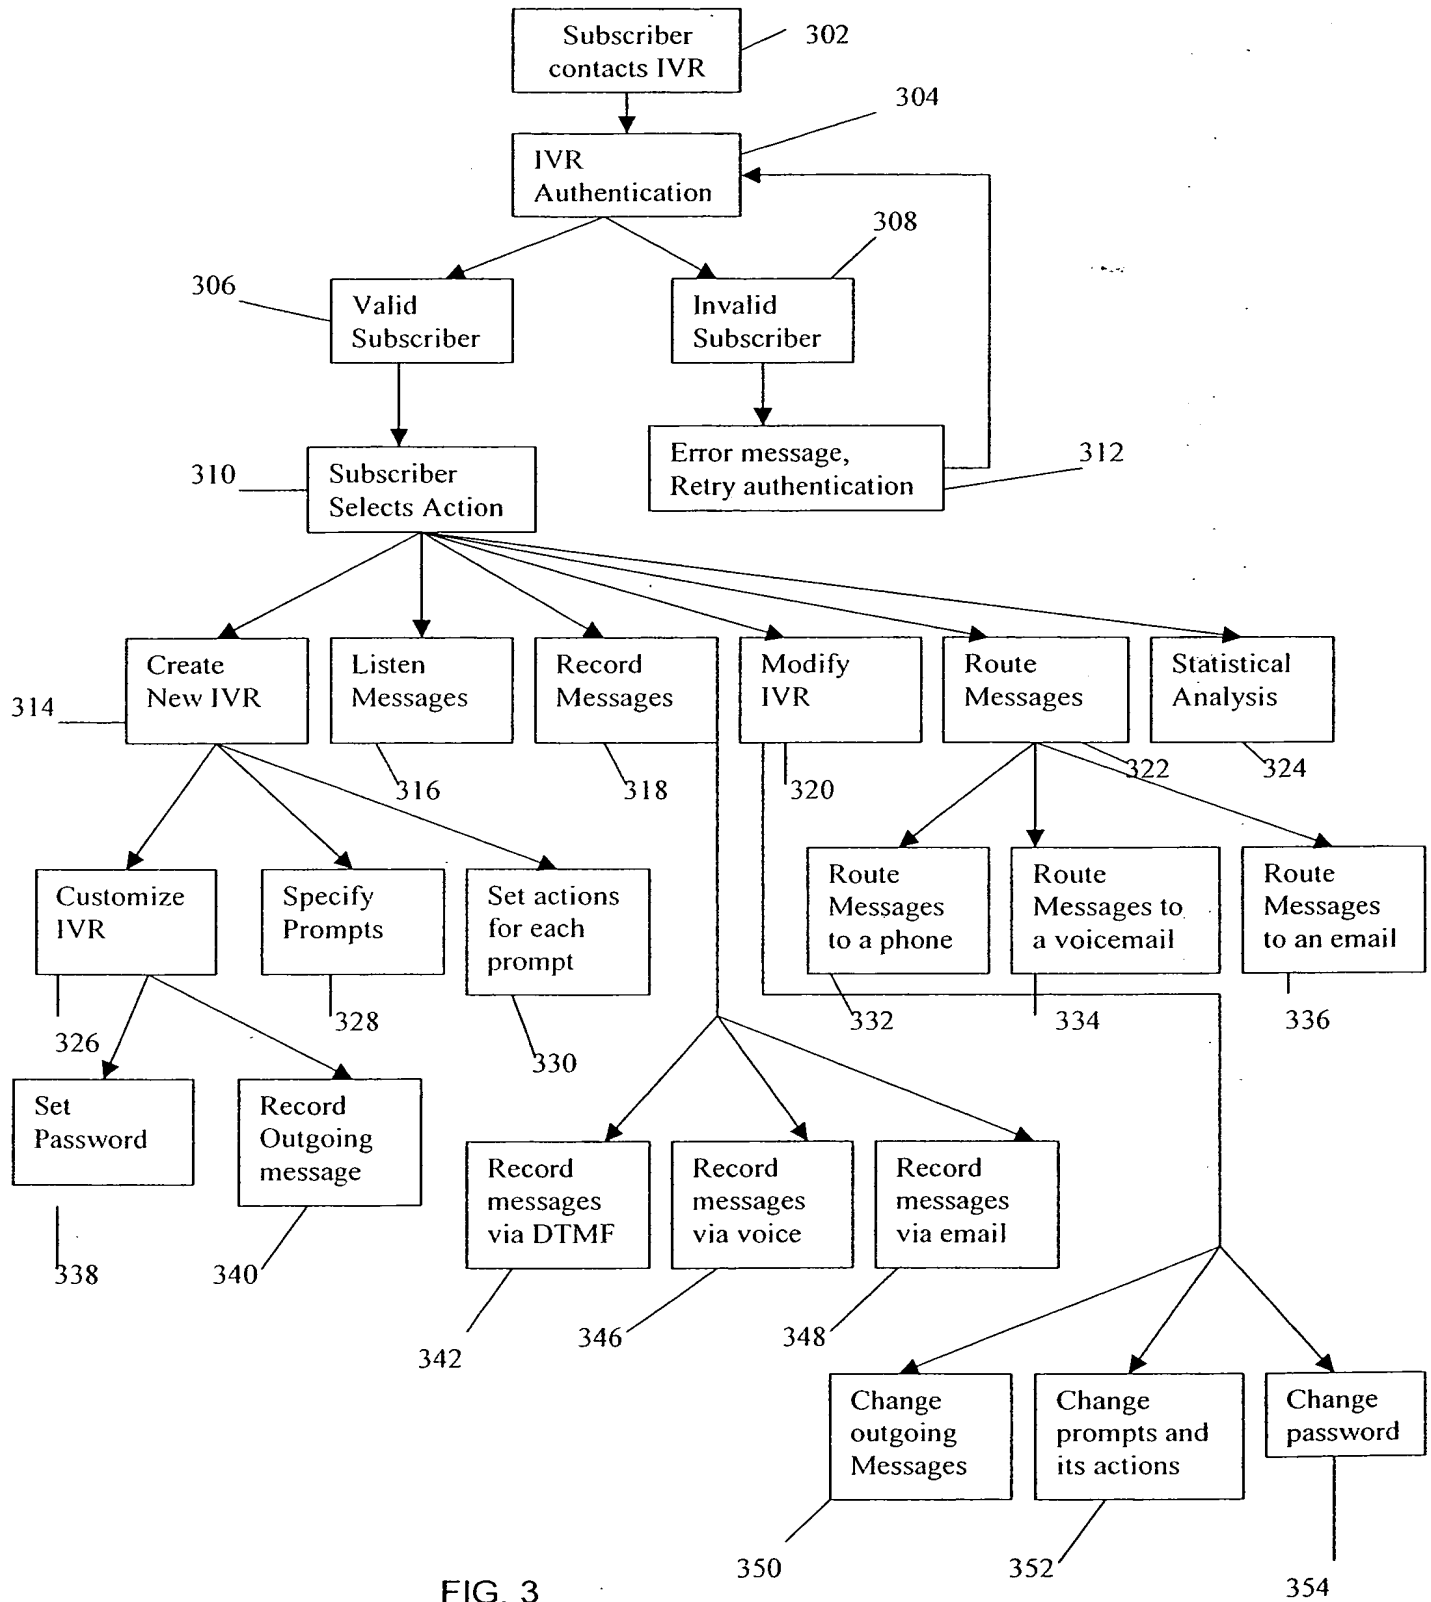 Subscriber
contacts IVR
302
304
IVR
Authentication
308
306
Valid
Subscriber
Invalid
Subscriber
310
Subscriber
Selects Action
Error message,
Retry authentication
312
Create
New IVR
Listen
Messages
Record
Messages
Modify
IVR
Route
Messages
Statistical
Analysis
314
316
318
320
322
324
Customize
IVR
Specify
Prompts
Set actions
for each
prompt
Route
Messages
to a phone
Route
Messages to
a voicemail
Route
Messages
to an email
326
328
330
332
334
336
Set
Password
Record
Outgoing
message
Record
messages
via DTMF
Record
messages
via voice
Record
messages
via email
338
340
342
346
348
Change
outgoing
Messages
Change
prompts and
its actions
Change
password
350
352
354
FIG. 3